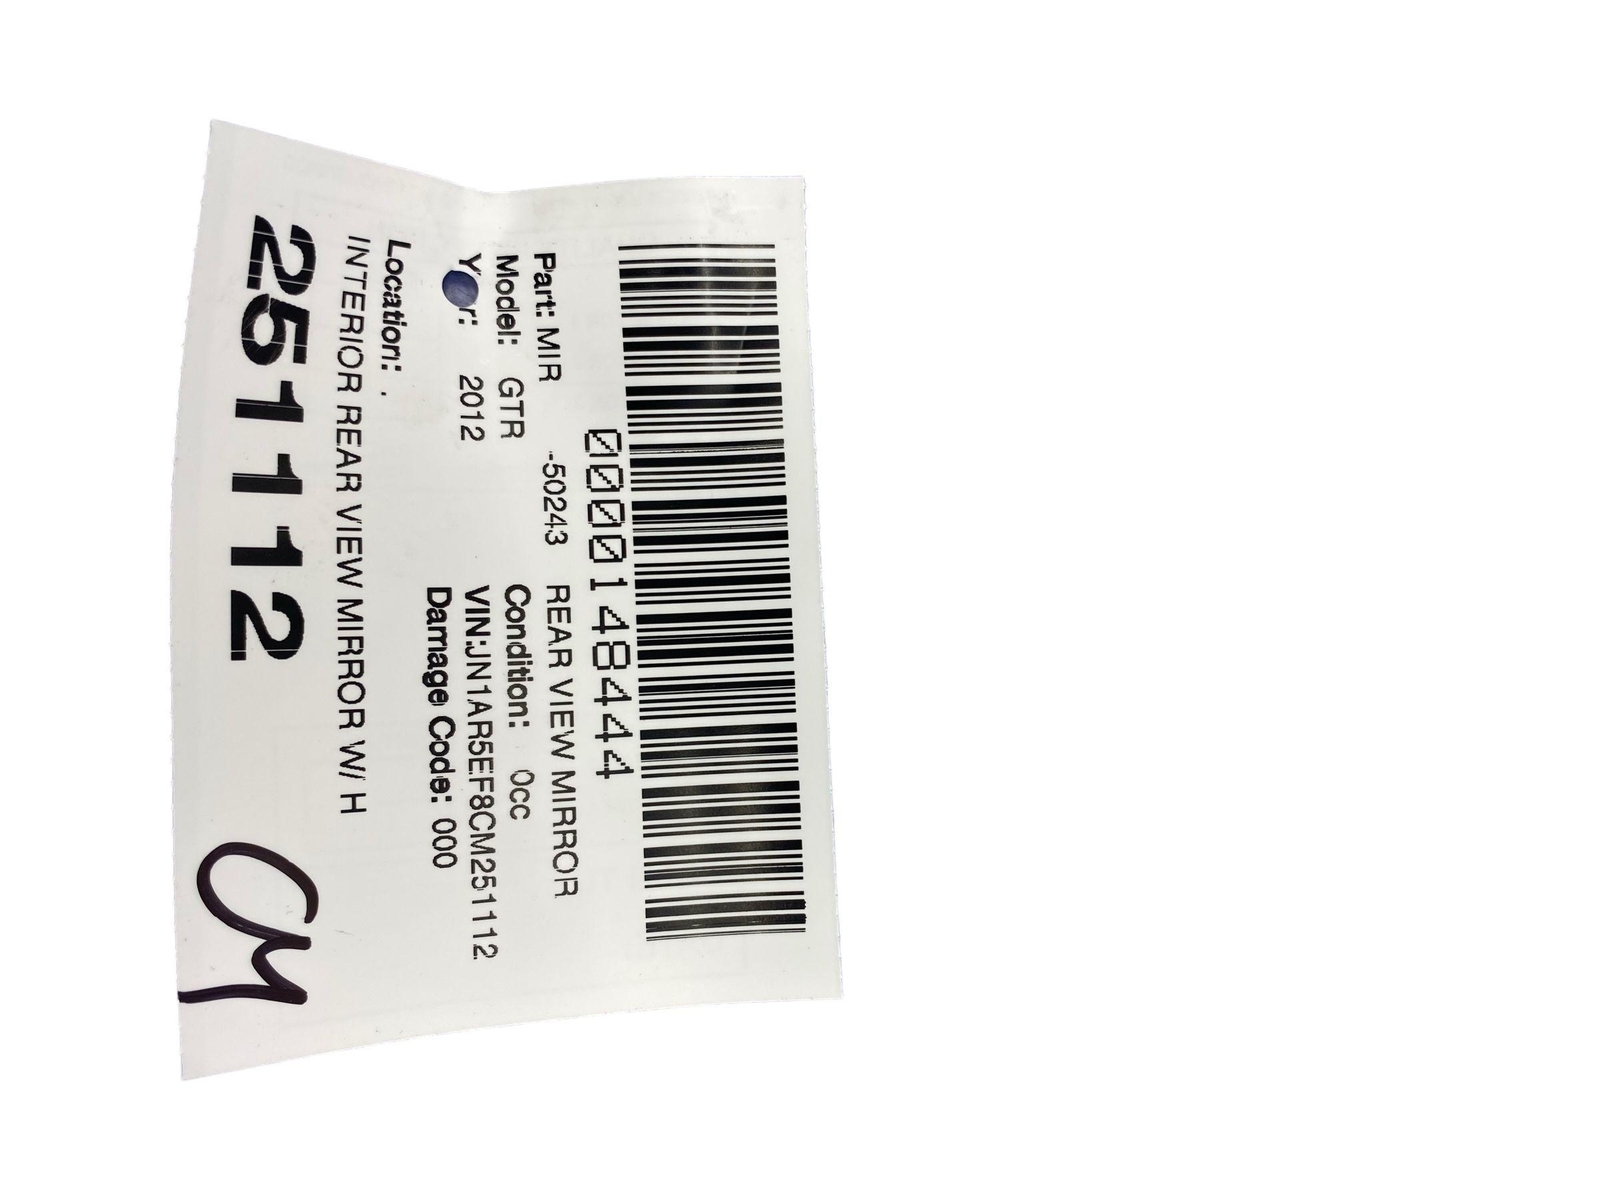 0000148444
Part: MIR -50243 REAR VIEW MIRROR
Model: GTR Condition: 0cc
Year: 2012 VIN:JN1AR5EF8CM251112
Damage Code: 000
Location: .
INTERIOR REAR VIEW MIRROR W/ H
251112
CM